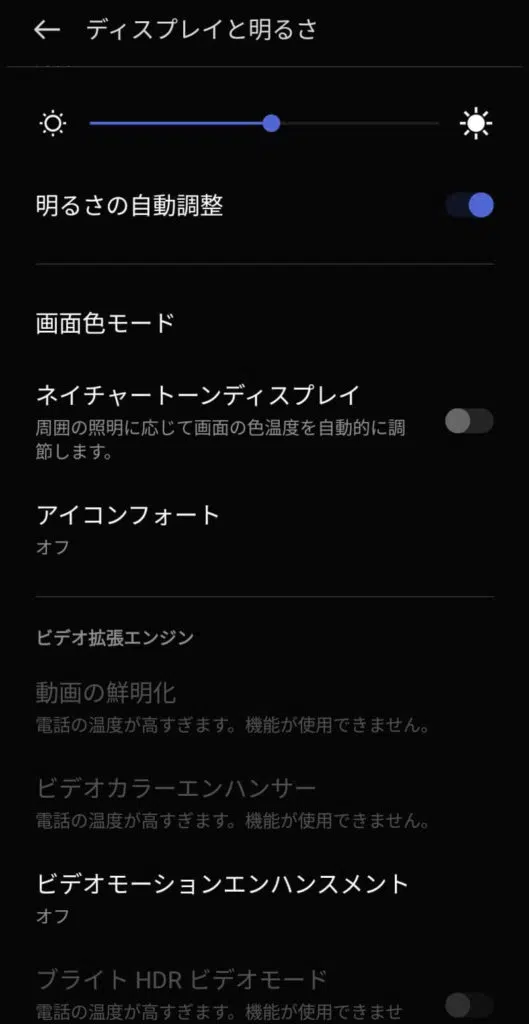 ディスプレイと明るさ
明るさの自動調整
画面色モード
ネイチャートーンディスプレイ
周囲の照明に応じて画面の色温度を自動的に調
節します。
アイコンフォート
オフ
ビデオ拡張エンジン
動画の鮮明化
電話の温度が高すぎます。機能が使用できません。
ビデオカラーエンハンサー
電話の温度が高すぎます。機能が使用できません。
ビデオモーションエンハンスメント
オフ
ブライト HDR ビデオモード
電話の温度が高すぎます。機能が使用できませ